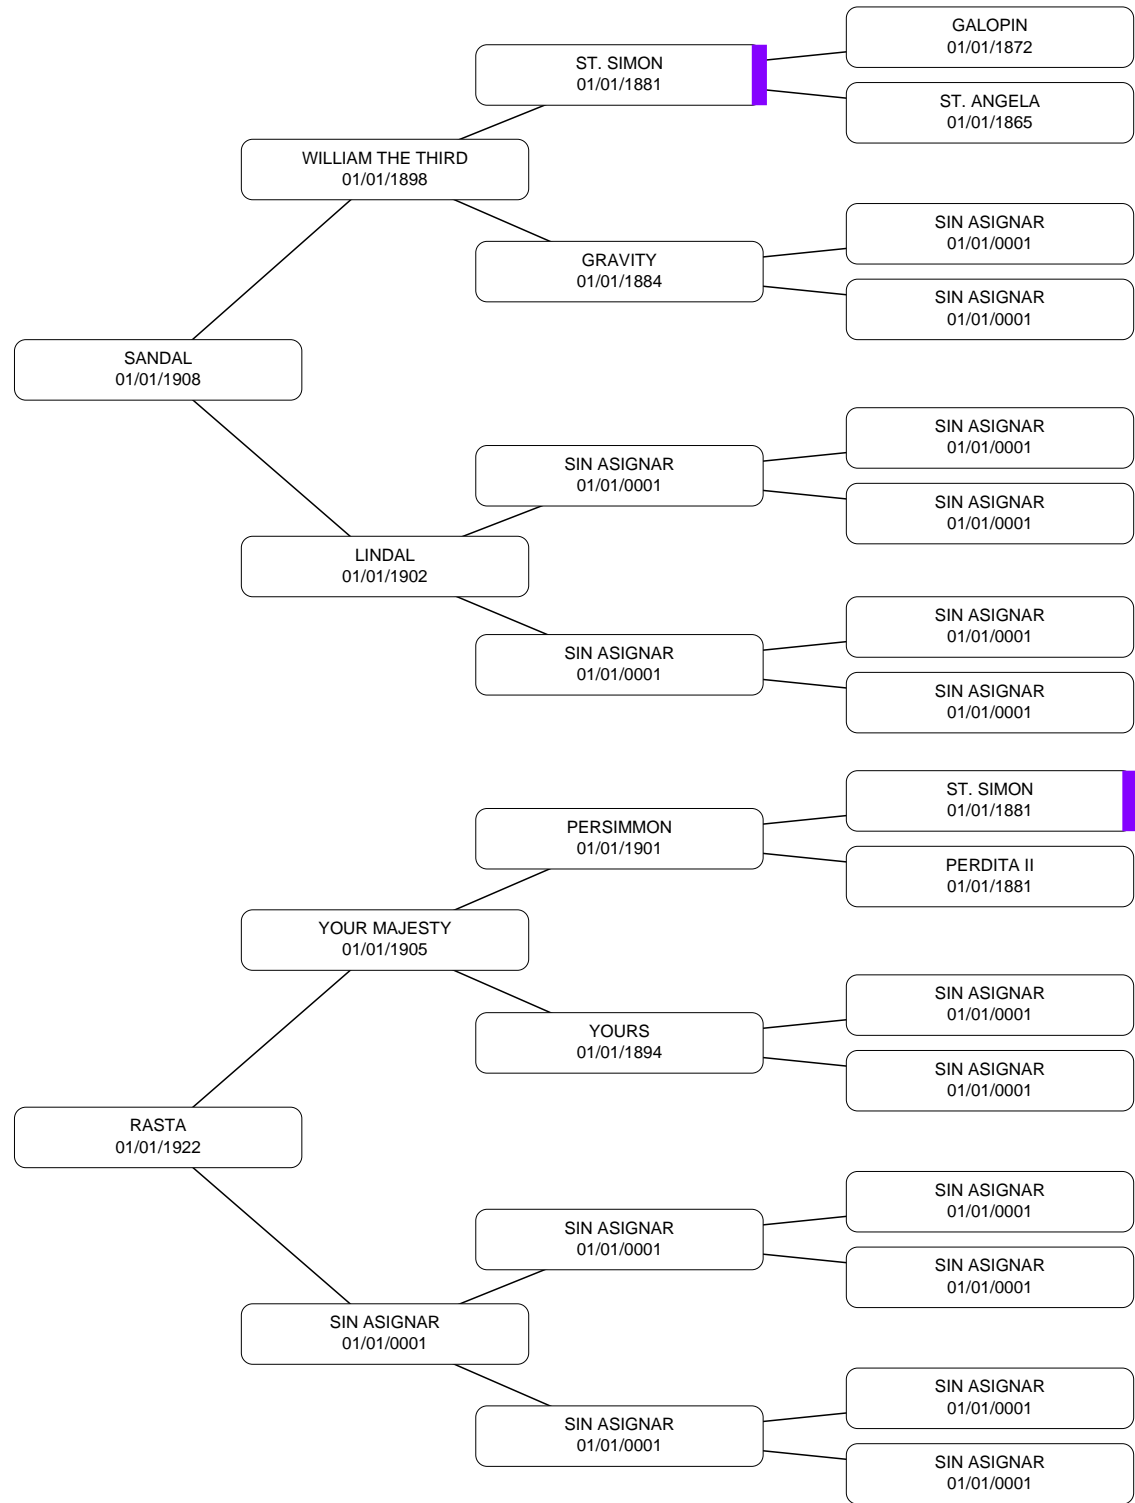 GALOPIN
01/01/1872
ST. SIMON
01/01/1881
ST. ANGELA
01/01/1865
WILLIAM THE THIRD
01/01/1898
SIN ASIGNAR
01/01/0001
GRAVITY
01/01/1884
SIN ASIGNAR
01/01/0001
SANDAL
01/01/1908
SIN ASIGNAR
01/01/0001
SIN ASIGNAR
01/01/0001
SIN ASIGNAR
01/01/0001
LINDAL
01/01/1902
SIN ASIGNAR
01/01/0001
SIN ASIGNAR
01/01/0001
SIN ASIGNAR
01/01/0001
ST. SIMON
01/01/1881
PERSIMMON
01/01/1901
PERDITA II
01/01/1881
YOUR MAJESTY
01/01/1905
SIN ASIGNAR
01/01/0001
YOURS
01/01/1894
SIN ASIGNAR
01/01/0001
RASTA
01/01/1922
SIN ASIGNAR
01/01/0001
SIN ASIGNAR
01/01/0001
SIN ASIGNAR
01/01/0001
SIN ASIGNAR
01/01/0001
SIN ASIGNAR
01/01/0001
SIN ASIGNAR
01/01/0001
SIN ASIGNAR
01/01/0001